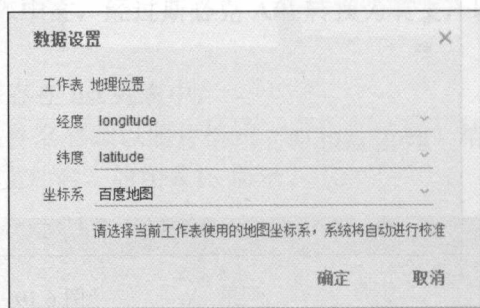 数据设置
工作表 地理位置
经度 longitude
纬度 latitude
坐标系 百度地图
请选择当前工作表使用的地图坐标系，系统将自动进行校准
确定 取消